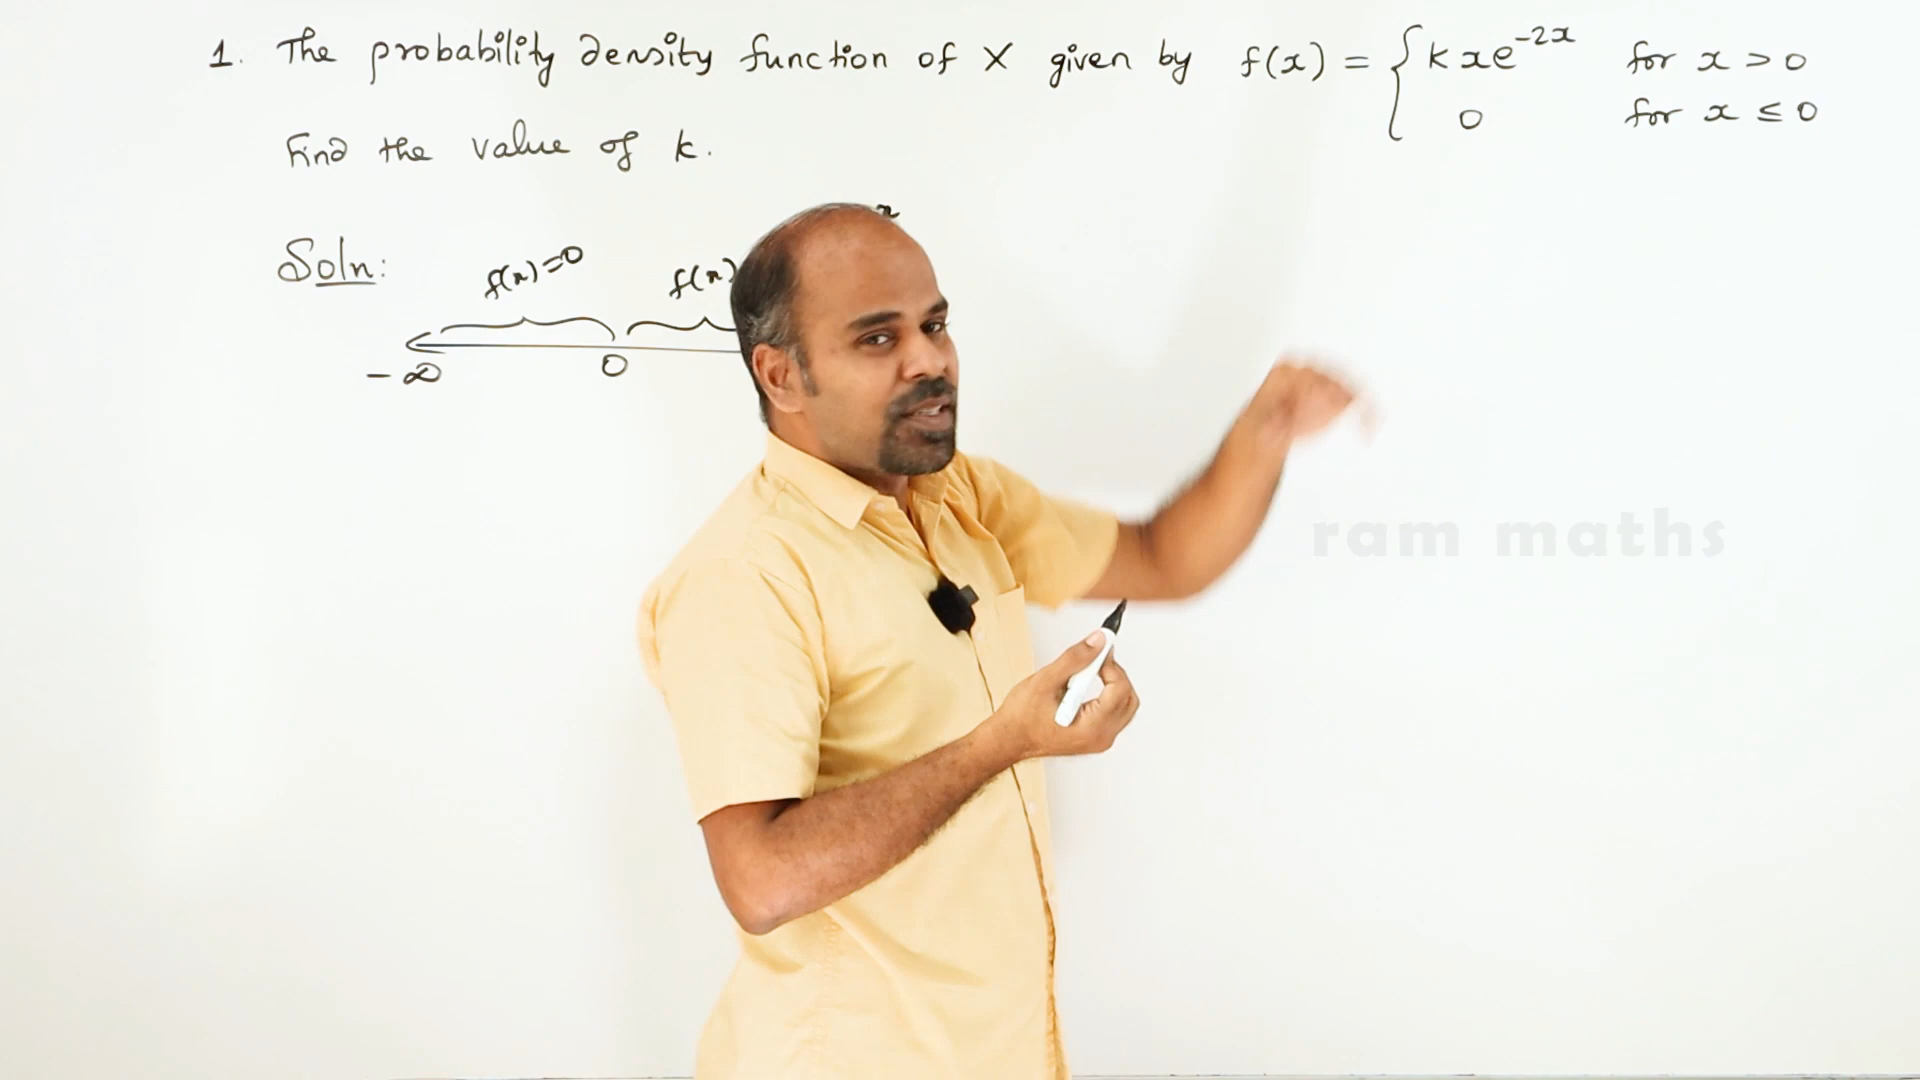 1. The probability density function of X given by f(x) = { k x e^{-2x} for x > 0
0 for x ≤ 0
Find the value of k.
Soln:
f(x)=0 f(x)
-∞ 0
ram maths